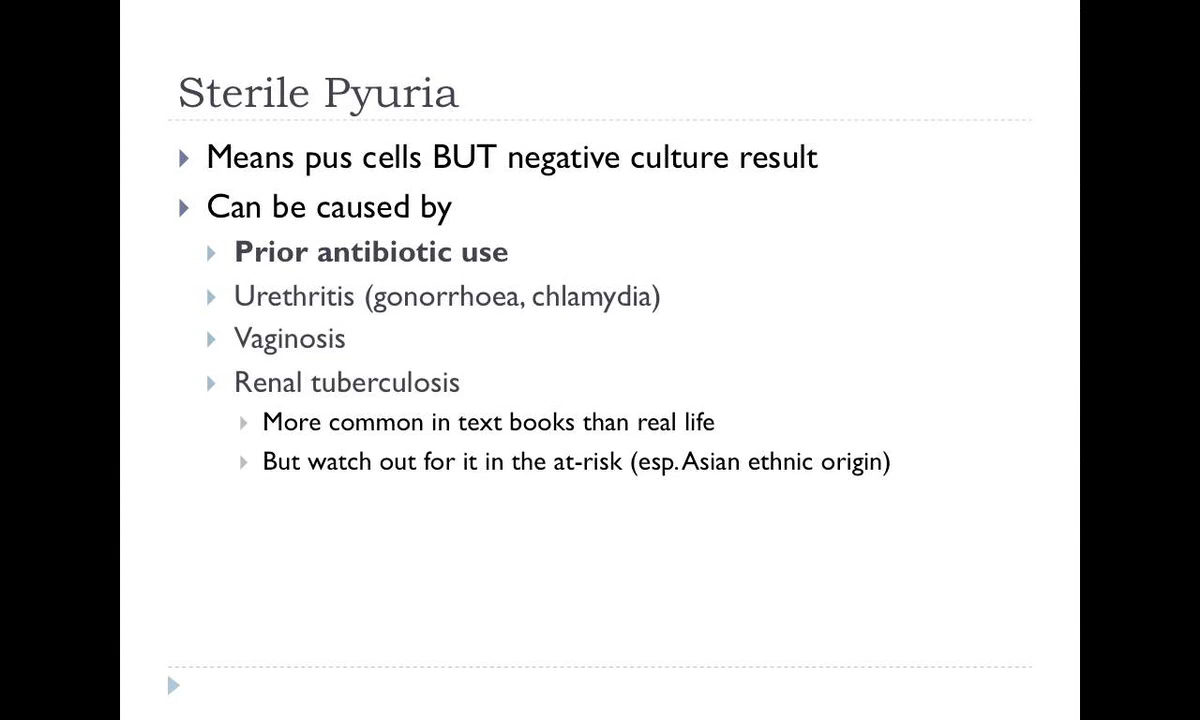 Sterile Pyuria
Means pus cells BUT negative culture result
Can be caused by
Prior antibiotic use
Urethritis (gonorrhoea, chlamydia)
Vaginosis
Renal tuberculosis
More common in text books than real life
But watch out for it in the at-risk (esp. Asian ethnic origin)